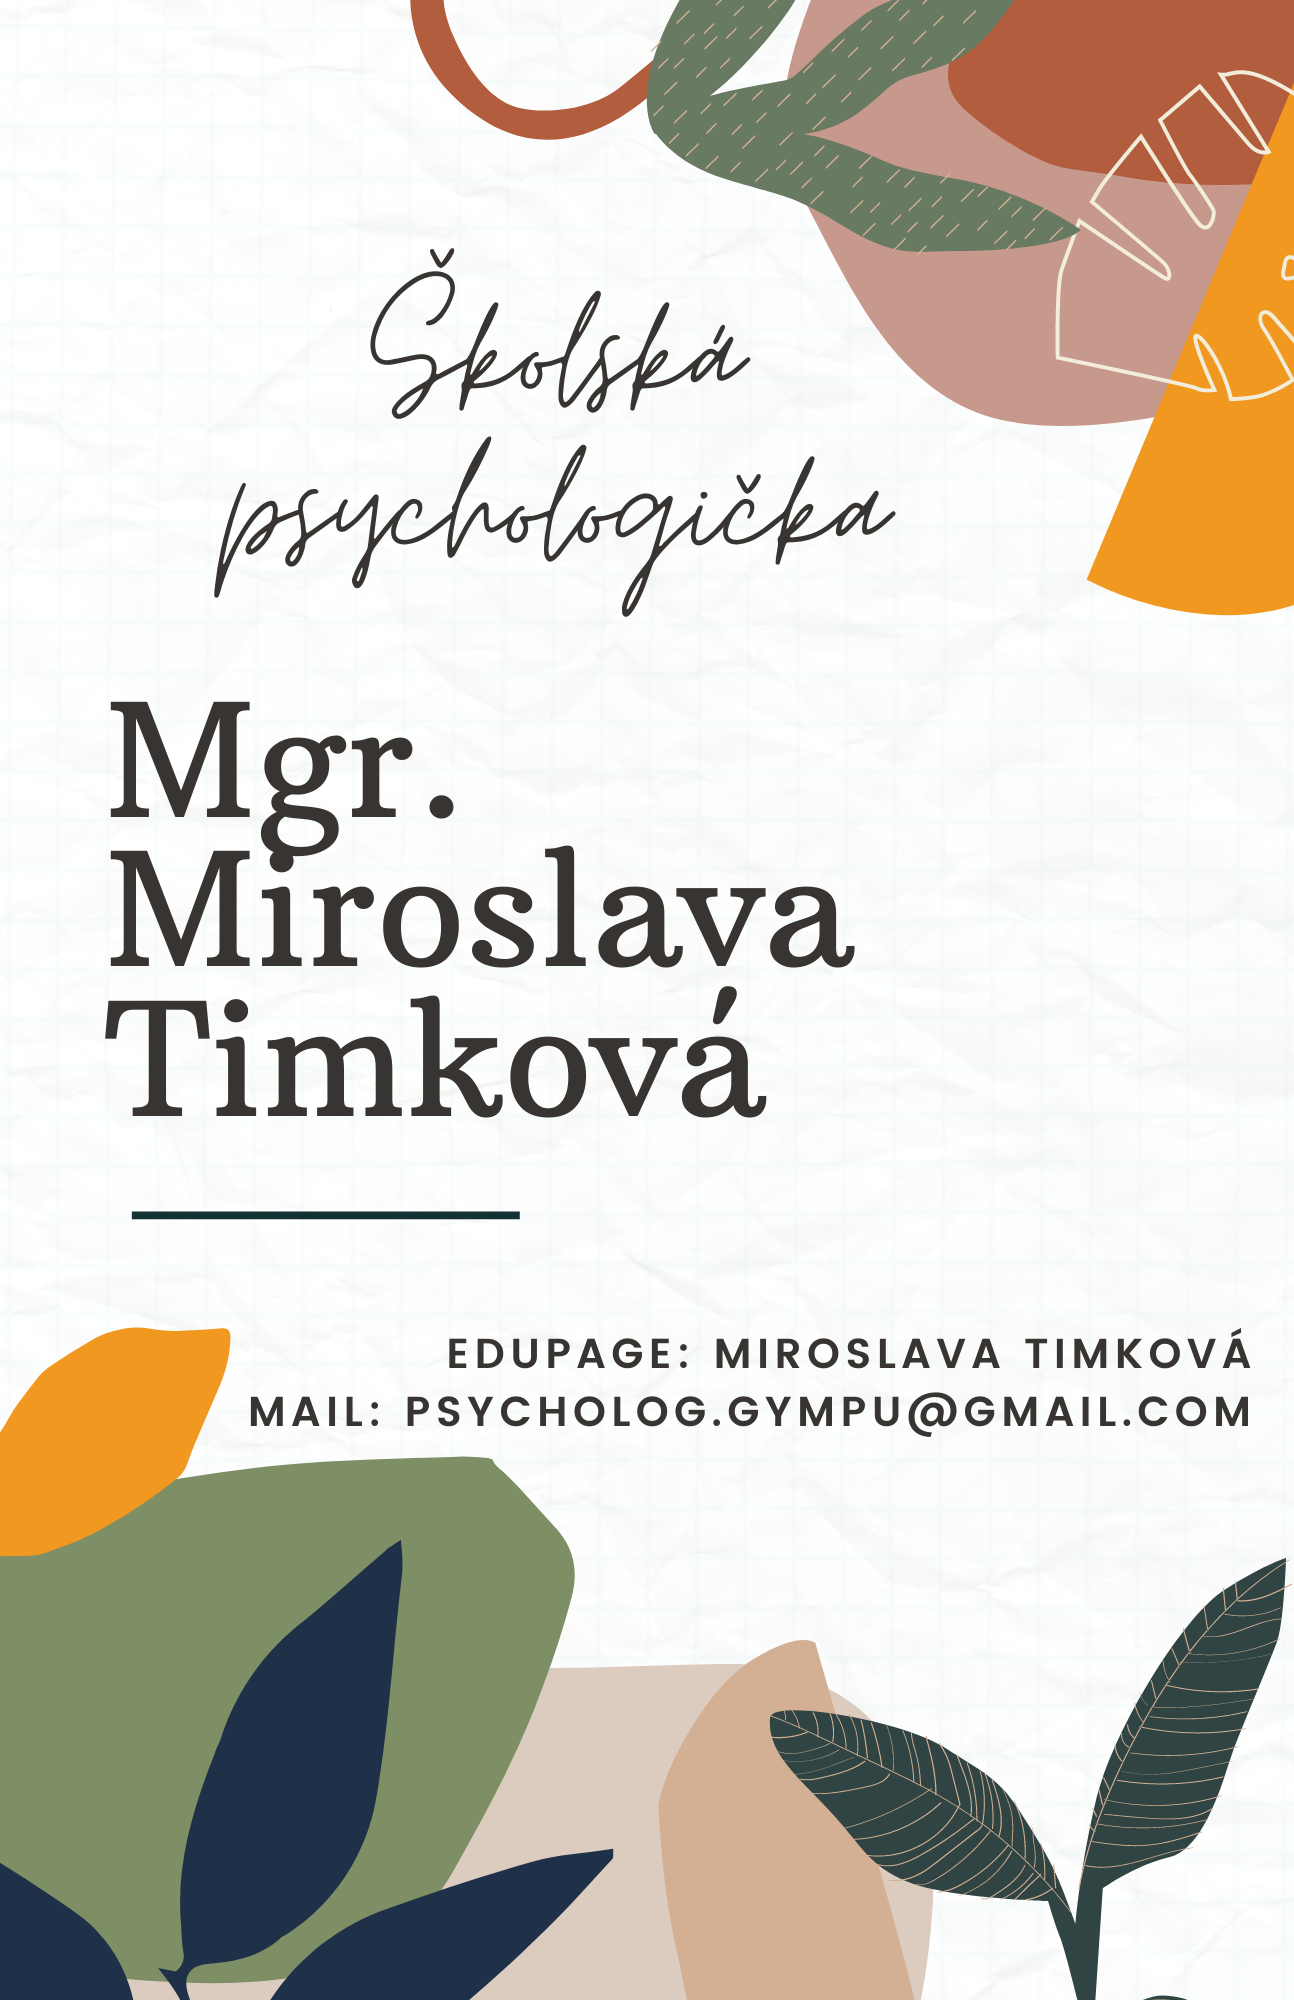 Školská
psychologička
Mgr.
Miroslava
Timková
EDUPAGE: MIROSLAVA TIMKOVÁ
MAIL: PSYCHOLOG.GYMPU@GMAIL.COM